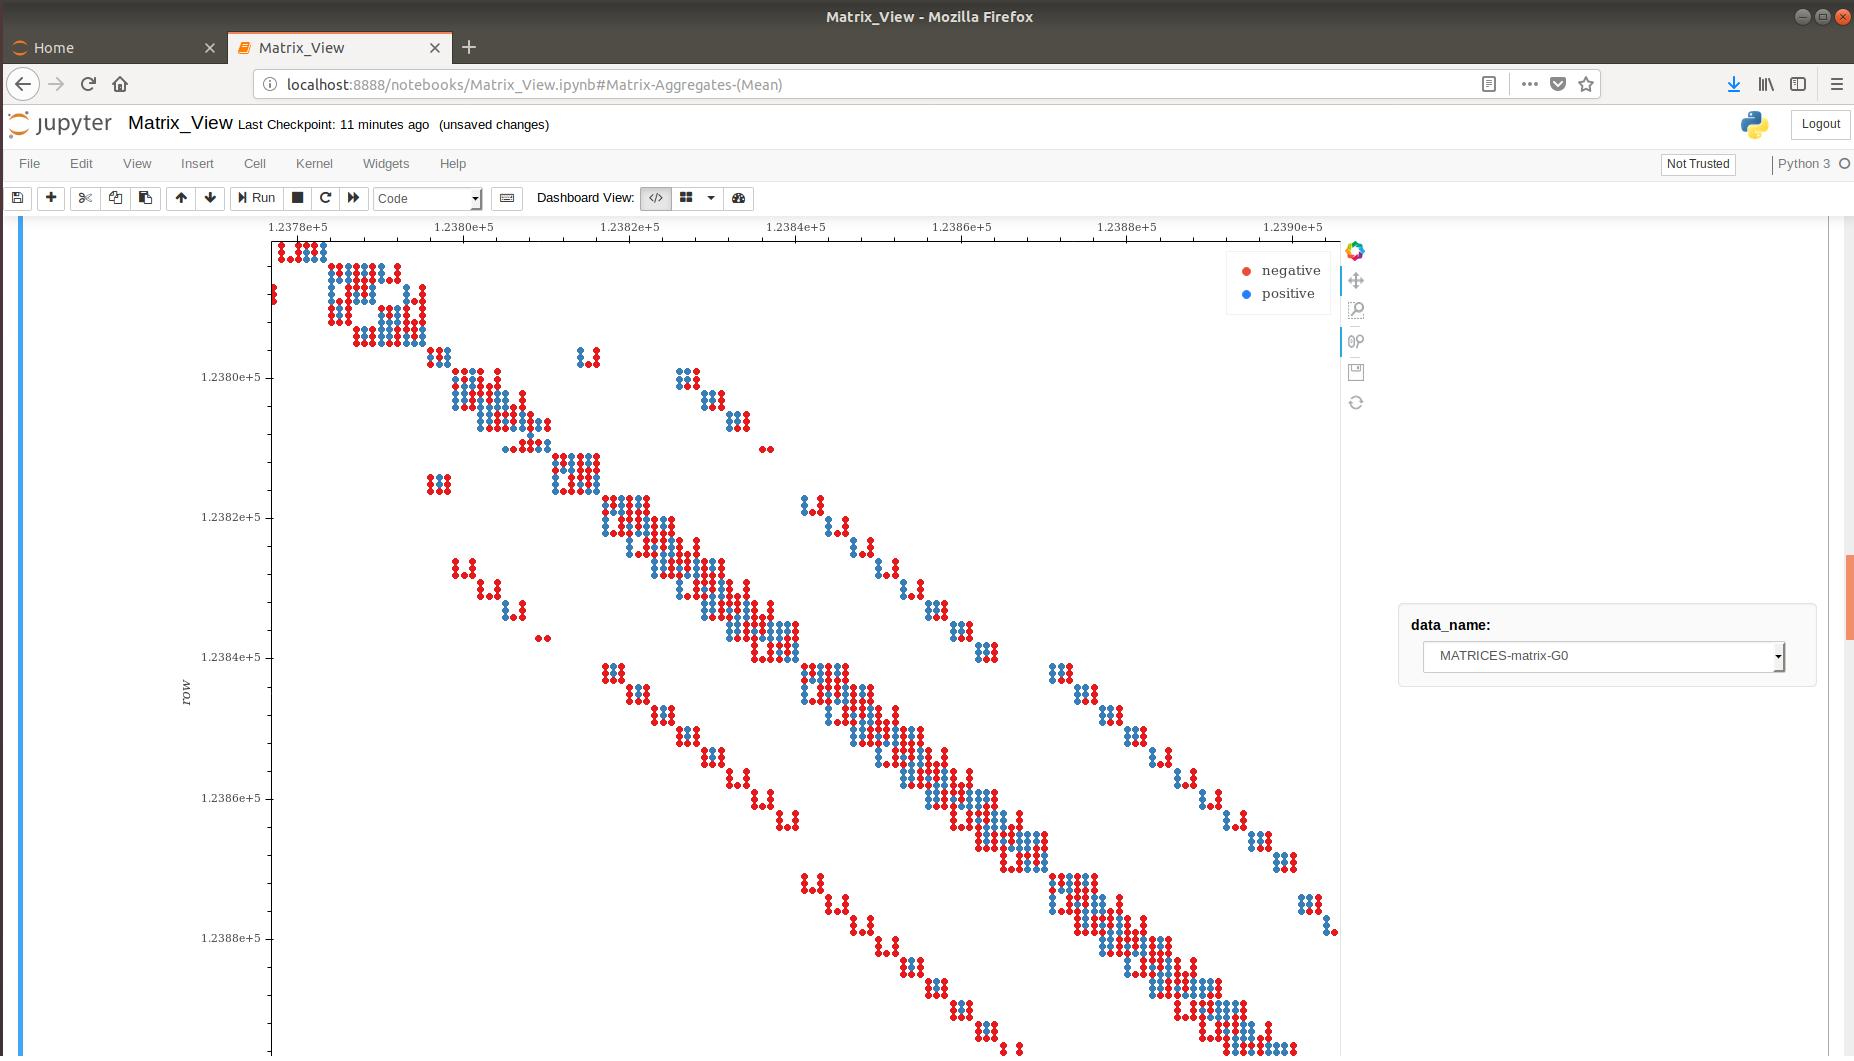 Matrix_View - Mozilla Firefox
Home
Matrix_View
localhost:8888/notebooks/Matrix_View.ipynb#Matrix-Aggregates-(Mean)
jupyter Matrix_View Last Checkpoint: 11 minutes ago (unsaved changes)
Logout
File Edit View Insert Cell Kernel Widgets Help
Not Trusted Python 3
Run Code Dashboard View:
1.2378e+5 1.2380e+5 1.2382e+5 1.2384e+5 1.2386e+5 1.2388e+5 1.2390e+5
negative
positive
1.2380e+5
1.2382e+5
1.2384e+5
row
1.2386e+5
1.2388e+5
data_name:
MATRICES-matrix-G0